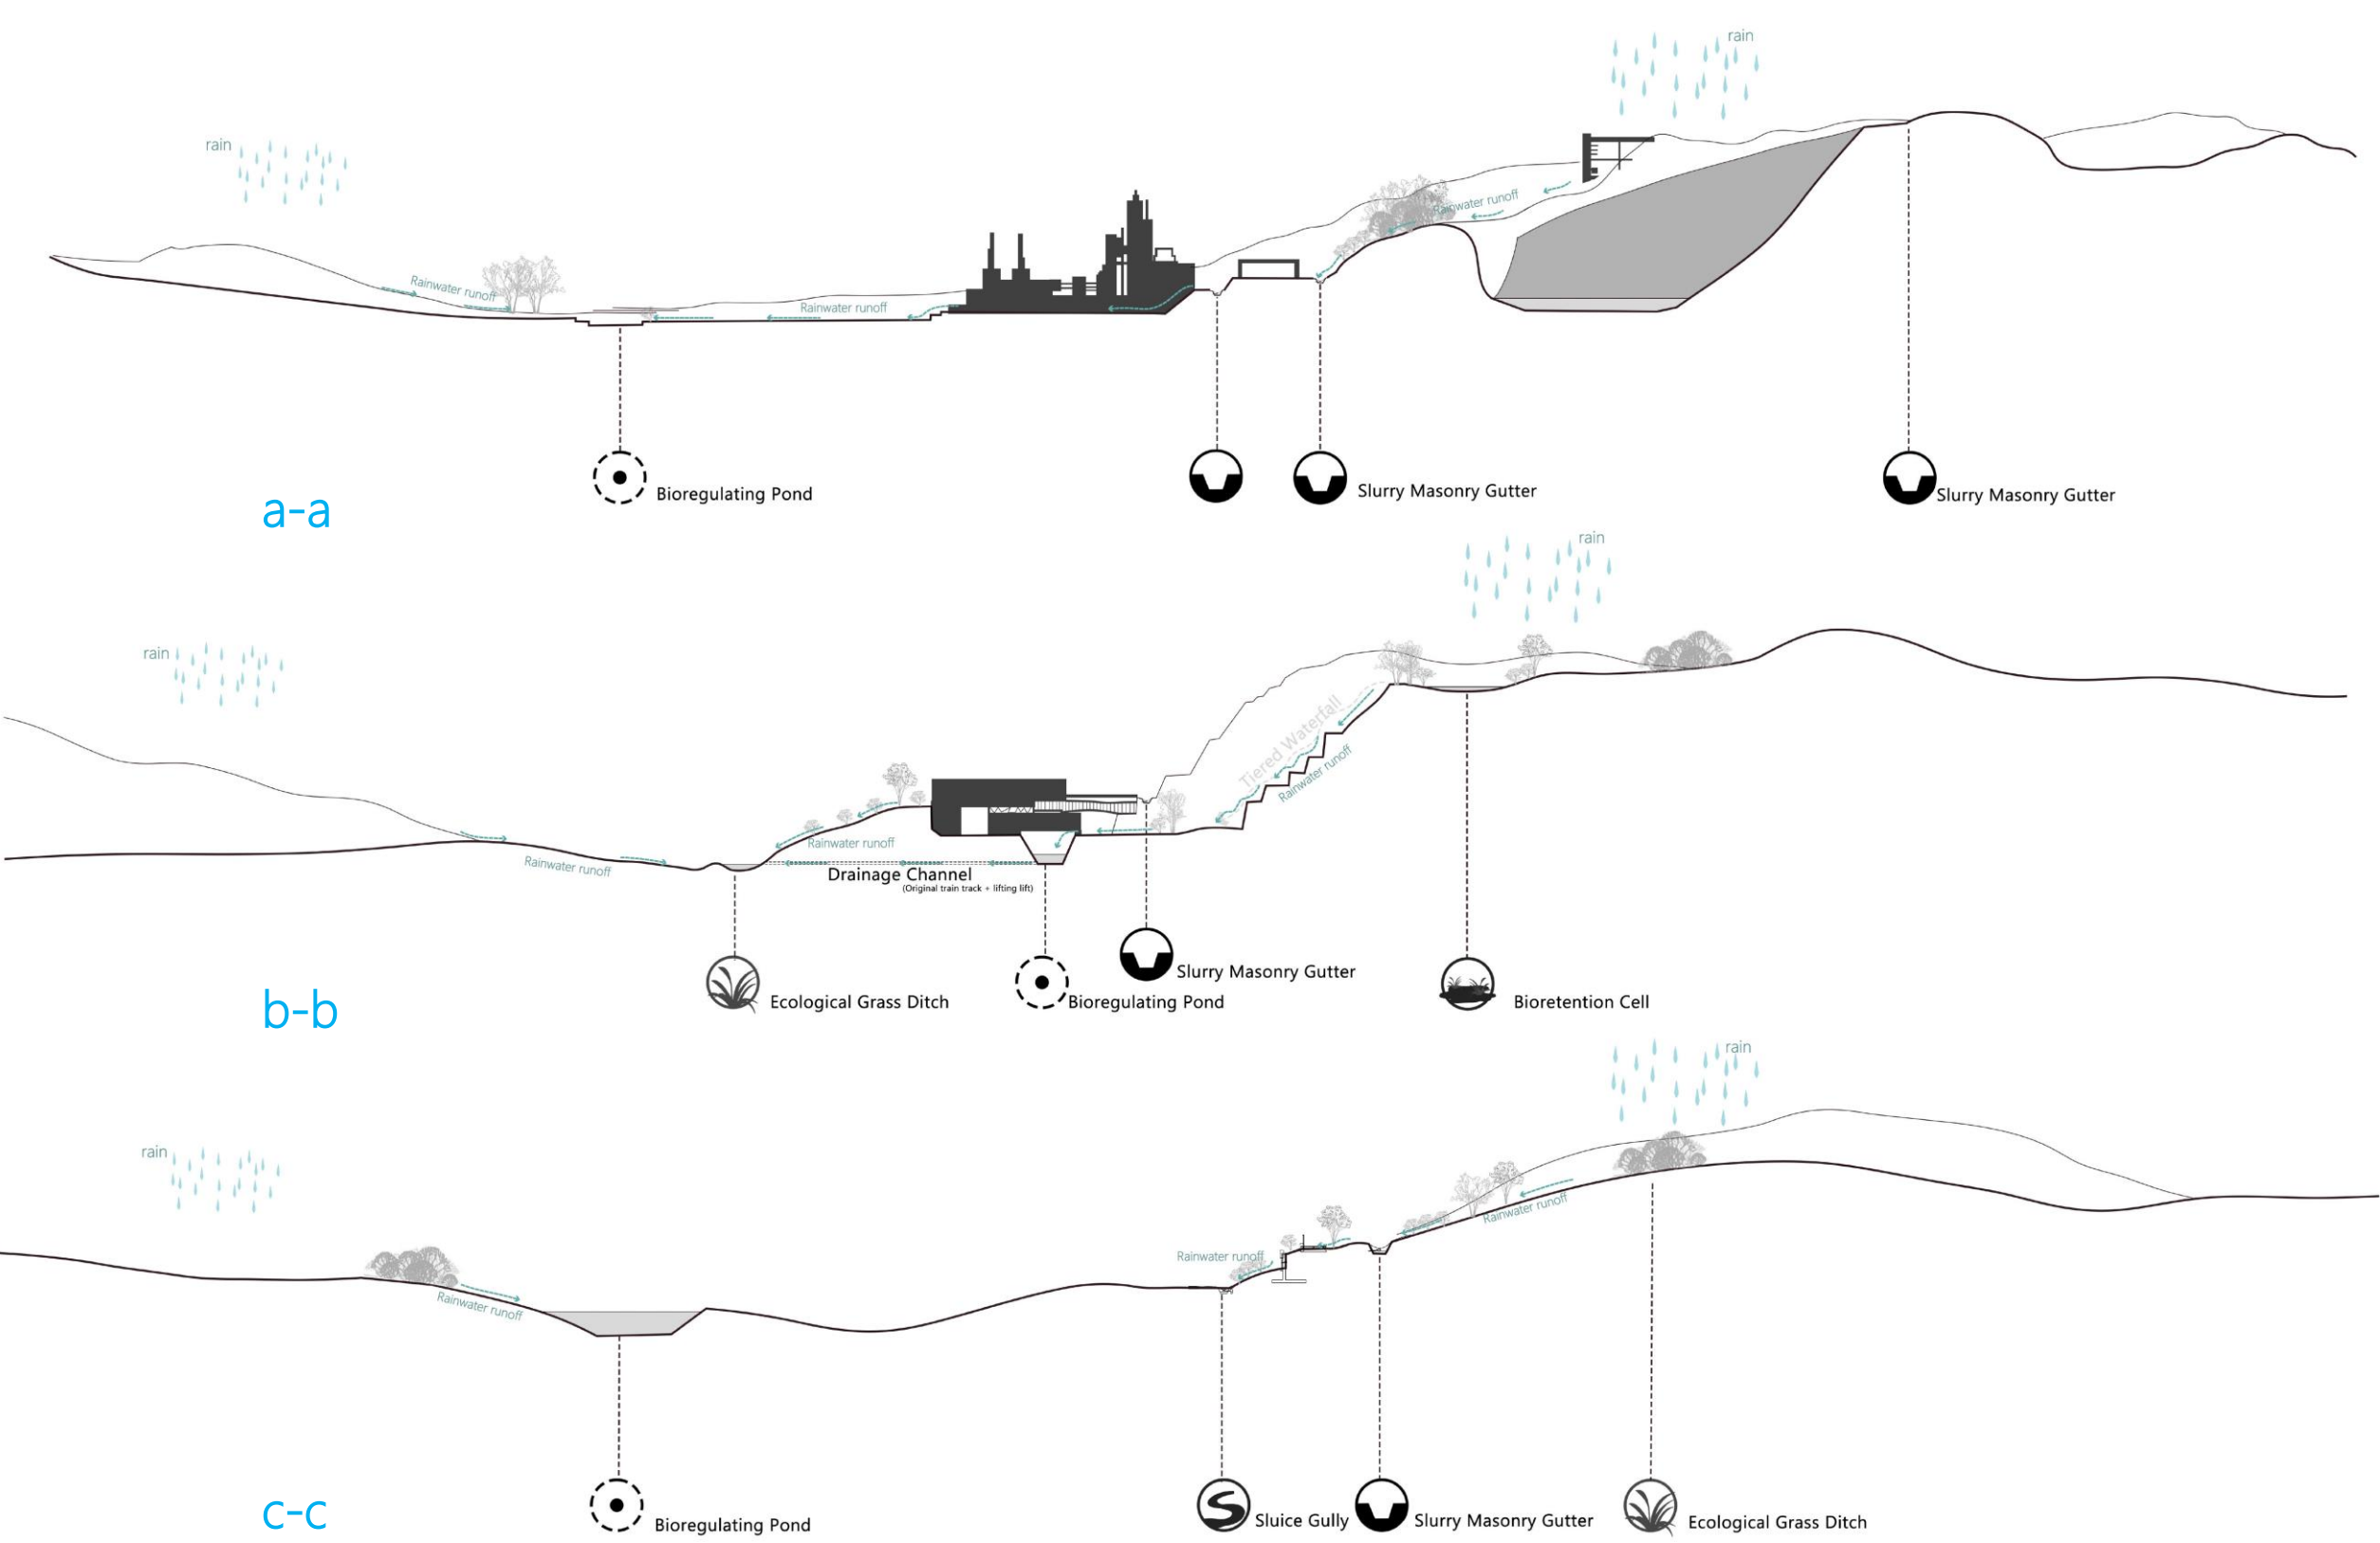 rain
rain
Rainwater runoff
Rainwater runoff
Rainwater runoff
Bioregulating Pond
Slurry Masonry Gutter
Slurry Masonry Gutter
a-a
rain
rain
Tiered Waterfall
Rainwater runoff
Rainwater runoff
Rainwater runoff
Drainage Channel
(Original train track + lifting lift)
Slurry Masonry Gutter
Ecological Grass Ditch
Bioregulating Pond
Bioretention Cell
b-b
rain
rain
Rainwater runoff
Rainwater runoff
Rainwater runoff
Sluice Gully
Slurry Masonry Gutter
Ecological Grass Ditch
Bioregulating Pond
c-c